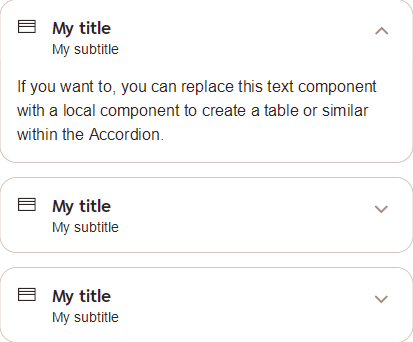 My title
My subtitle
If you want to, you can replace this text component
with a local component to create a table or similar
within the Accordion.
My title
My subtitle
My title
My subtitle